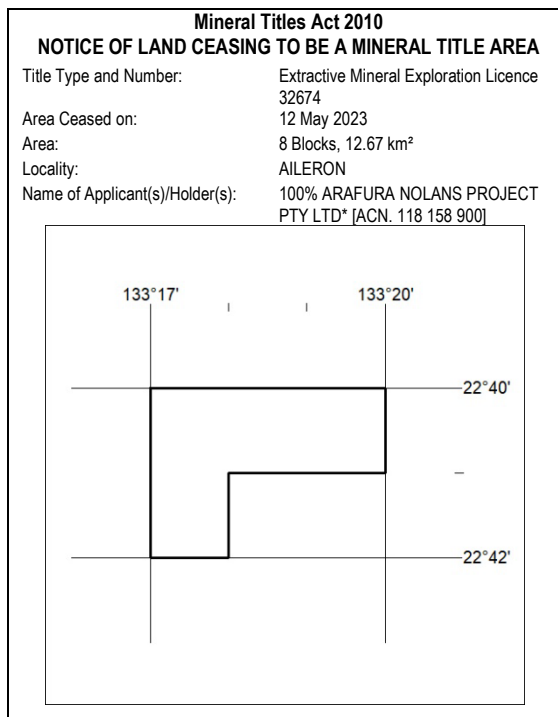 Mineral Titles Act 2010
NOTICE OF LAND CEASING TO BE A MINERAL TITLE AREA
Title Type and Number: Extractive Mineral Exploration Licence
32674
Area Ceased on: 12 May 2023
Area: 8 Blocks, 12.67 km²
Locality: AILERON
Name of Applicant(s)/Holder(s): 100% ARAFURA NOLANS PROJECT
PTY LTD* [ACN. 118 158 900]
133°17' 133°20'
22°40'
22°42'